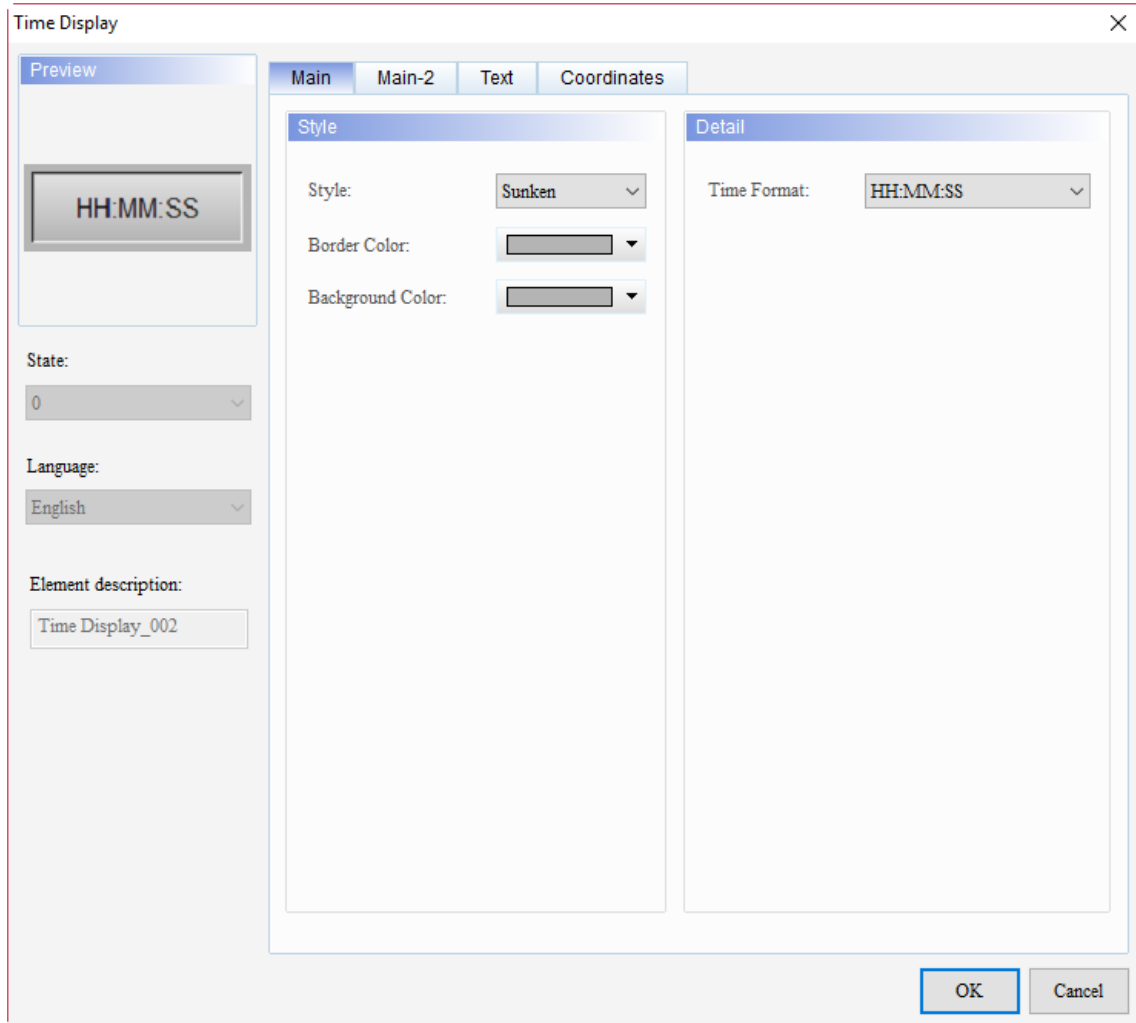 Time Display
Preview
HH:MM:SS
State:
0
Language:
English
Element description:
Time Display_002
Main
Main-2
Text
Coordinates
Style
Style:
Sunken
Border Color:
Background Color:
Detail
Time Format:
HH:MM:SS
OK
Cancel